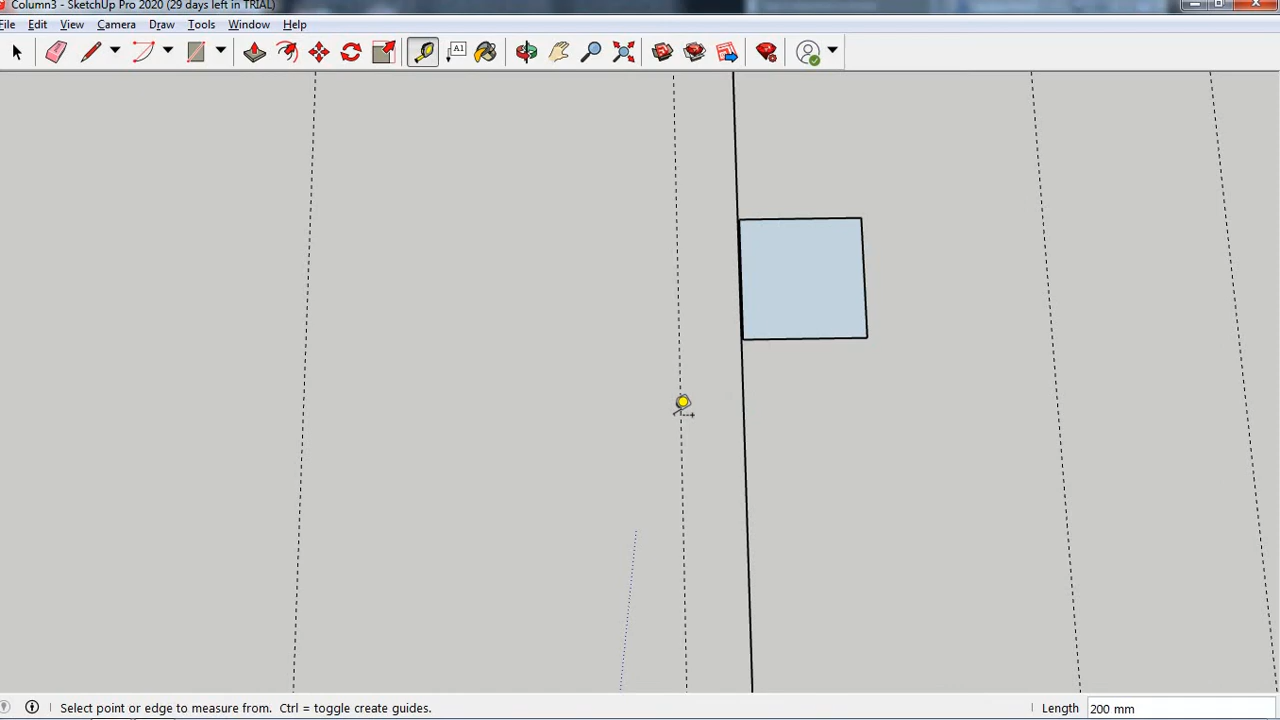 Column3 - SketchUp Pro 2020 (29 days left in TRIAL)
File Edit View Camera Draw Tools Window Help
A1
Select point or edge to measure from. Ctrl = toggle create guides. Length 200 mm